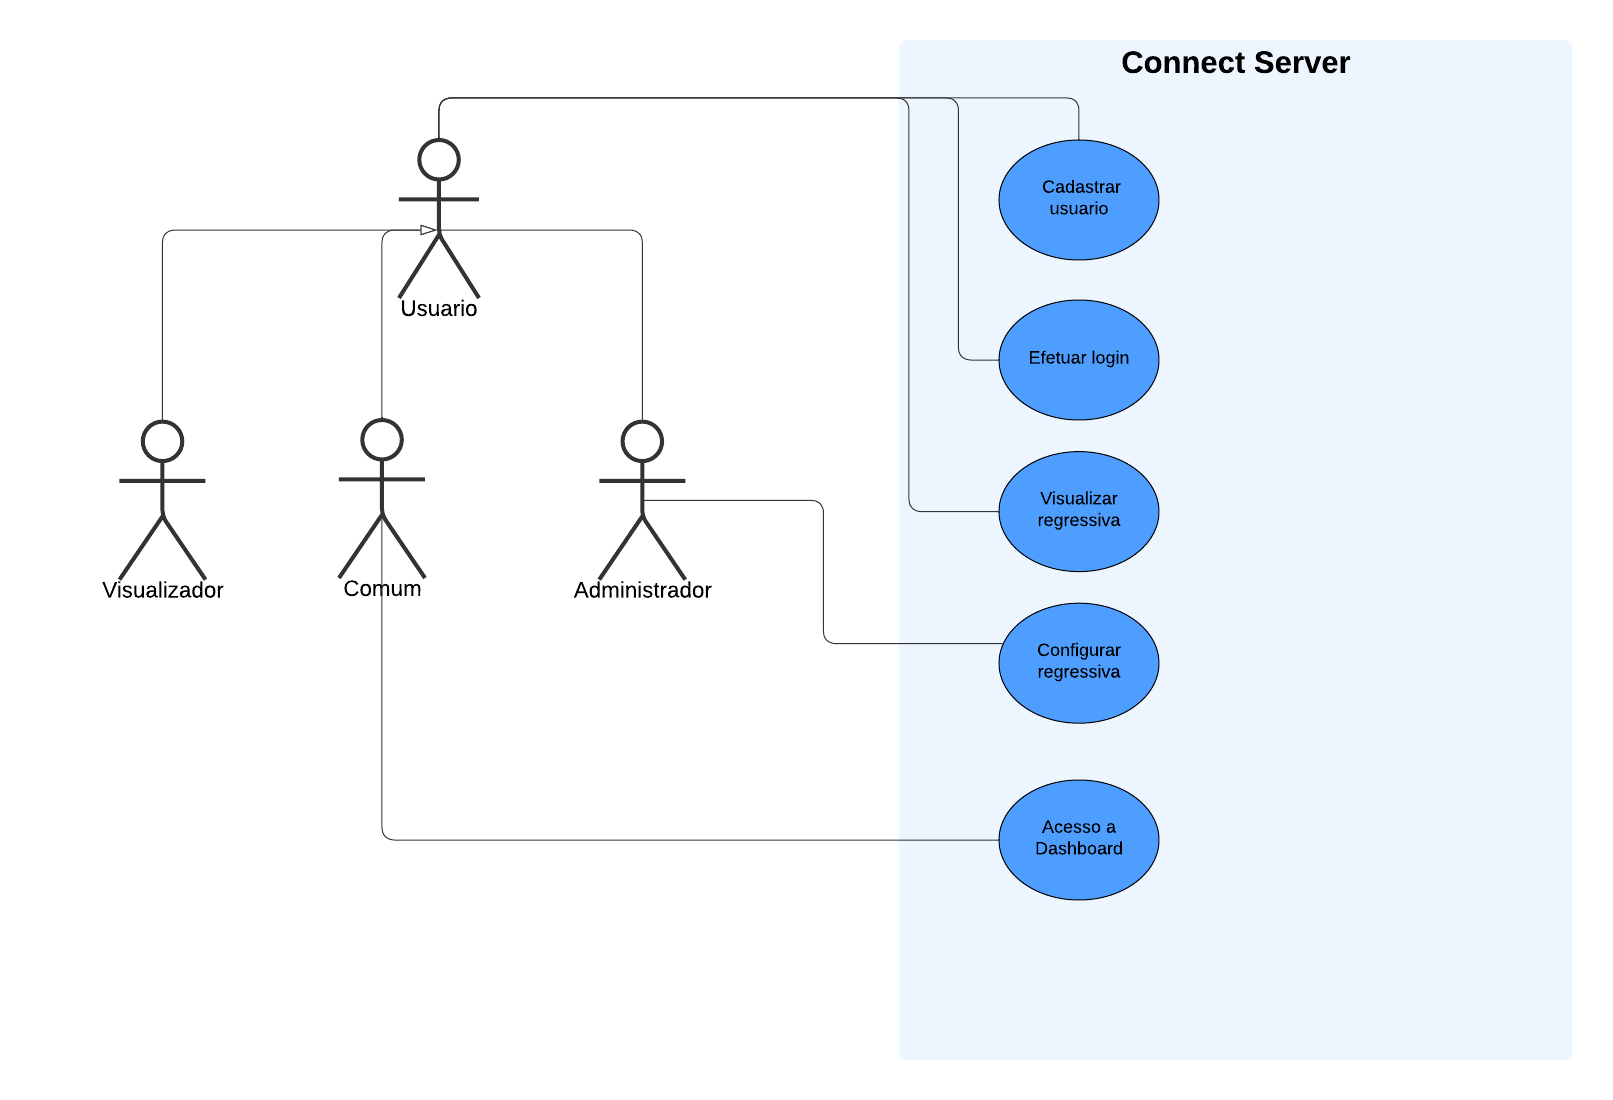 Connect Server
Cadastrar
usuario
Usuario
Efetuar login
Visualizar
regressiva
Visualizador
Comum
Administrador
Configurar
regressiva
Acesso a
Dashboard